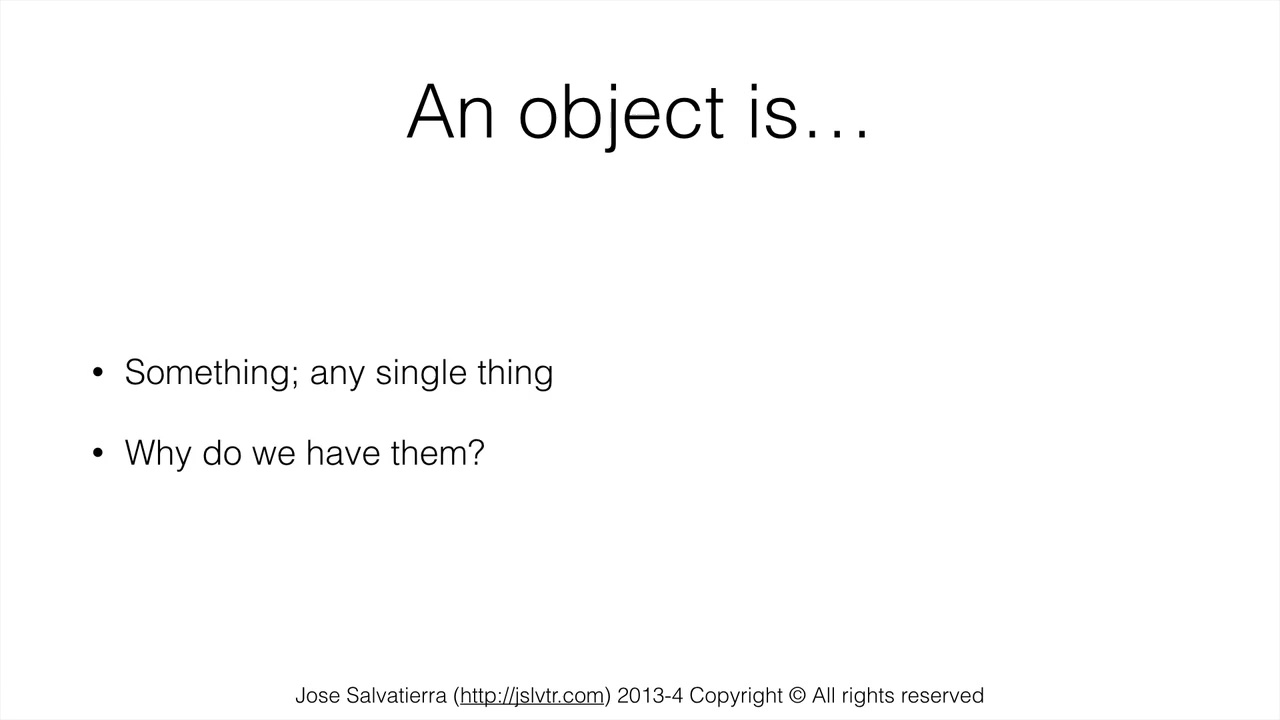 An object is…
• Something; any single thing
• Why do we have them?
Jose Salvatierra (http://jslvtr.com) 2013-4 Copyright © All rights reserved